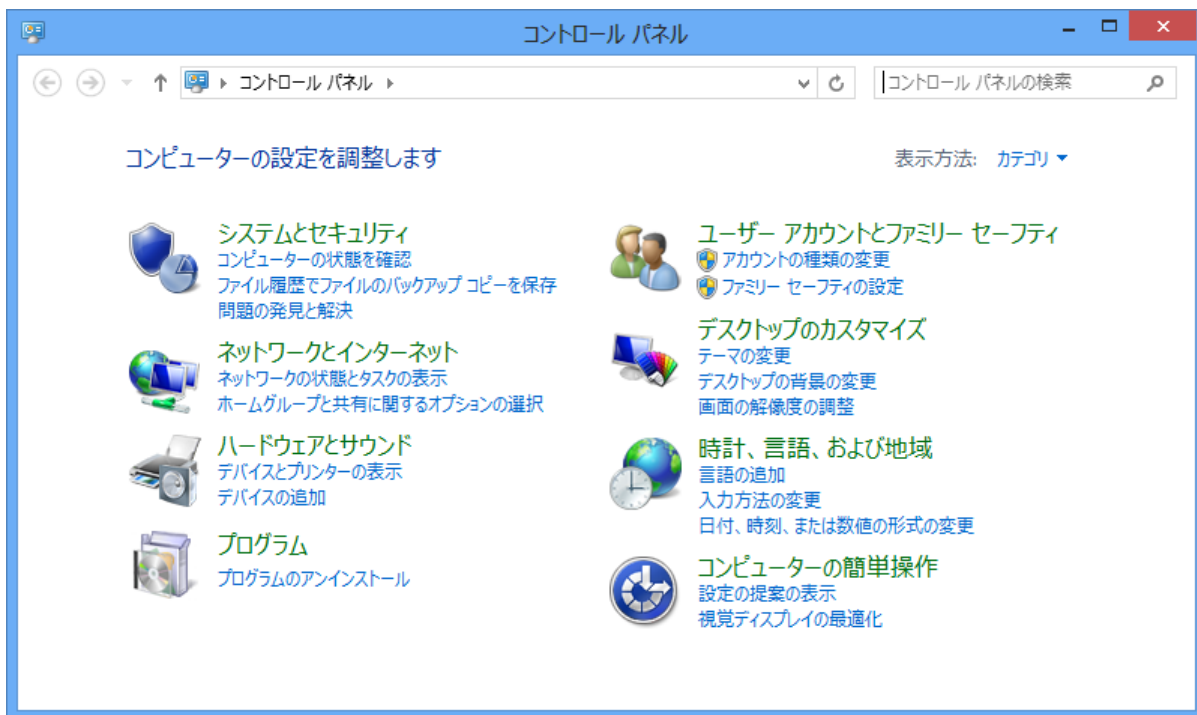 コントロール パネル
コントロール パネル
コントロール パネルの検索
コンピューターの設定を調整します
表示方法: カテゴリ
システムとセキュリティ
コンピューターの状態を確認
ファイル履歴でファイルのバックアップ コピーを保存
問題の発見と解決
ネットワークとインターネット
ネットワークの状態とタスクの表示
ホームグループと共有に関するオプションの選択
ハードウェアとサウンド
デバイスとプリンターの表示
デバイスの追加
プログラム
プログラムのアンインストール
ユーザー アカウントとファミリー セーフティ
アカウントの種類の変更
ファミリー セーフティの設定
デスクトップのカスタマイズ
テーマの変更
デスクトップの背景の変更
画面の解像度の調整
時計、言語、および地域
言語の追加
入力方法の変更
日付、時刻、または数値の形式の変更
コンピューターの簡単操作
設定の提案の表示
視覚ディスプレイの最適化